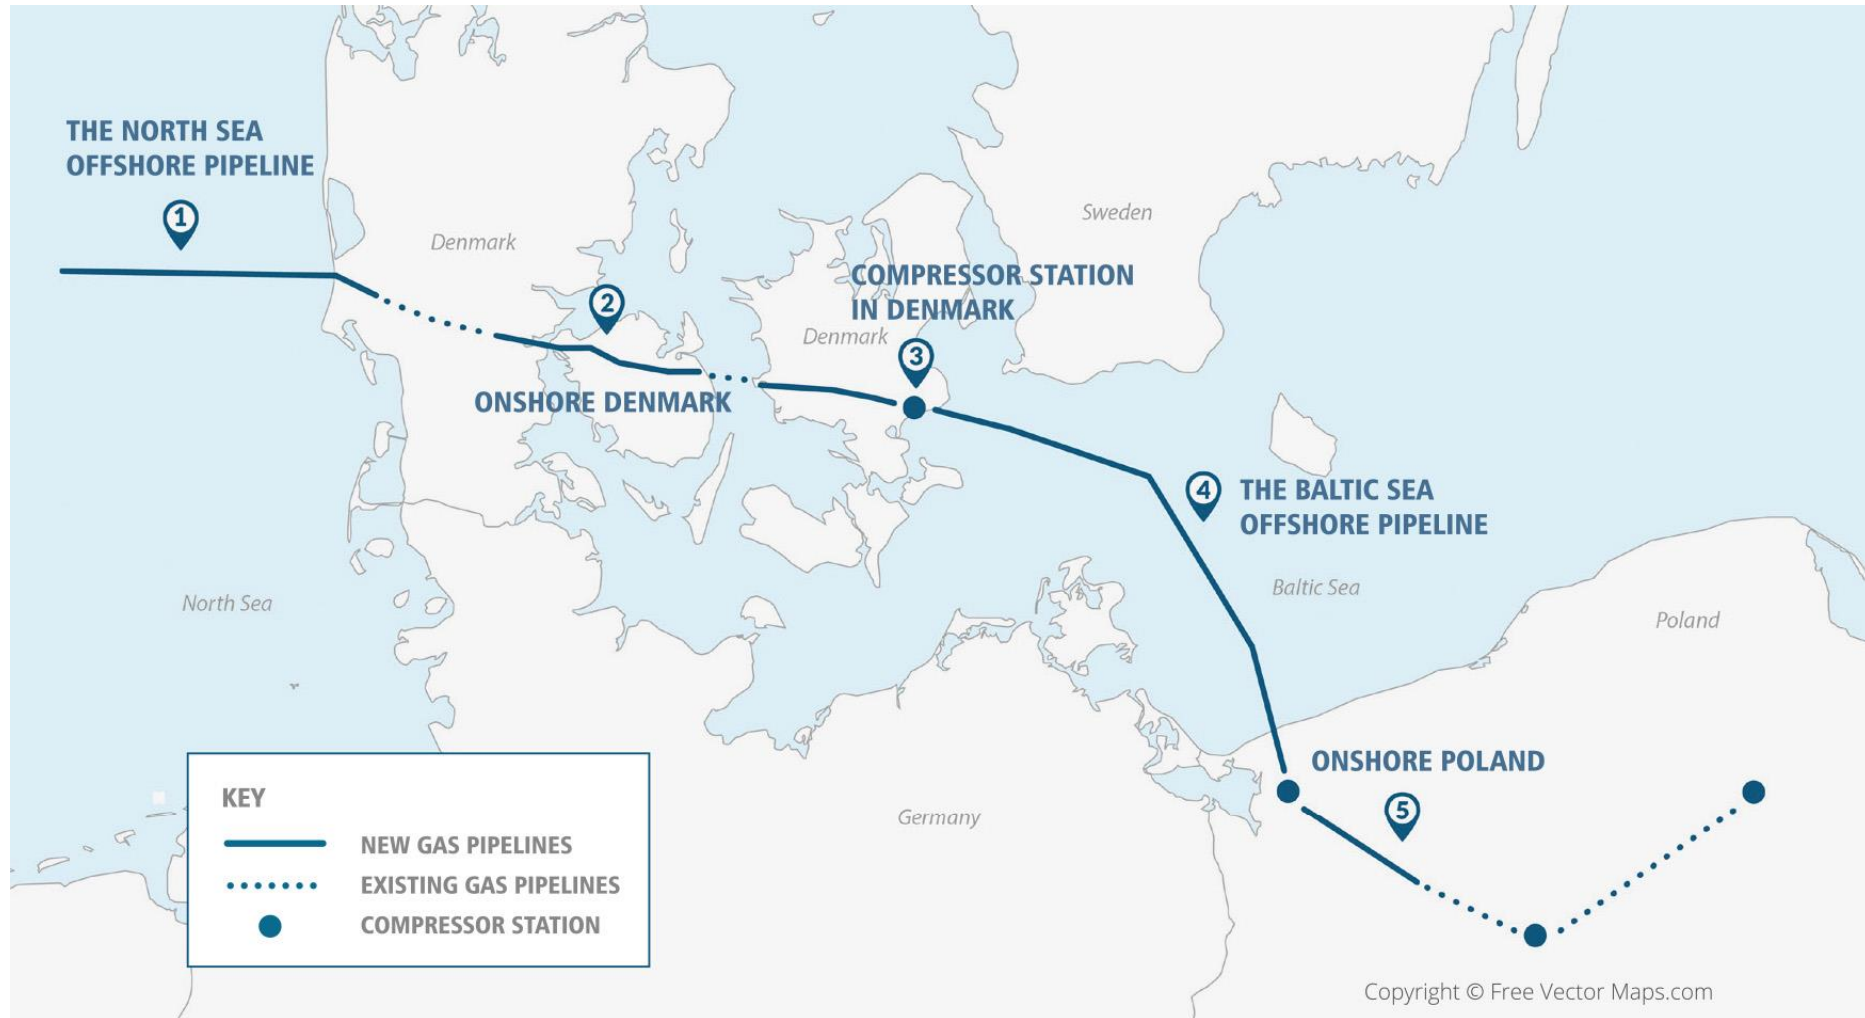 THE NORTH SEA
OFFSHORE PIPELINE
1
Denmark
Sweden
2
COMPRESSOR STATION
IN DENMARK
Denmark
3
ONSHORE DENMARK
4
THE BALTIC SEA
OFFSHORE PIPELINE
North Sea
Baltic Sea
Poland
ONSHORE POLAND
5
Germany
KEY
NEW GAS PIPELINES
EXISTING GAS PIPELINES
COMPRESSOR STATION
Copyright © Free Vector Maps.com